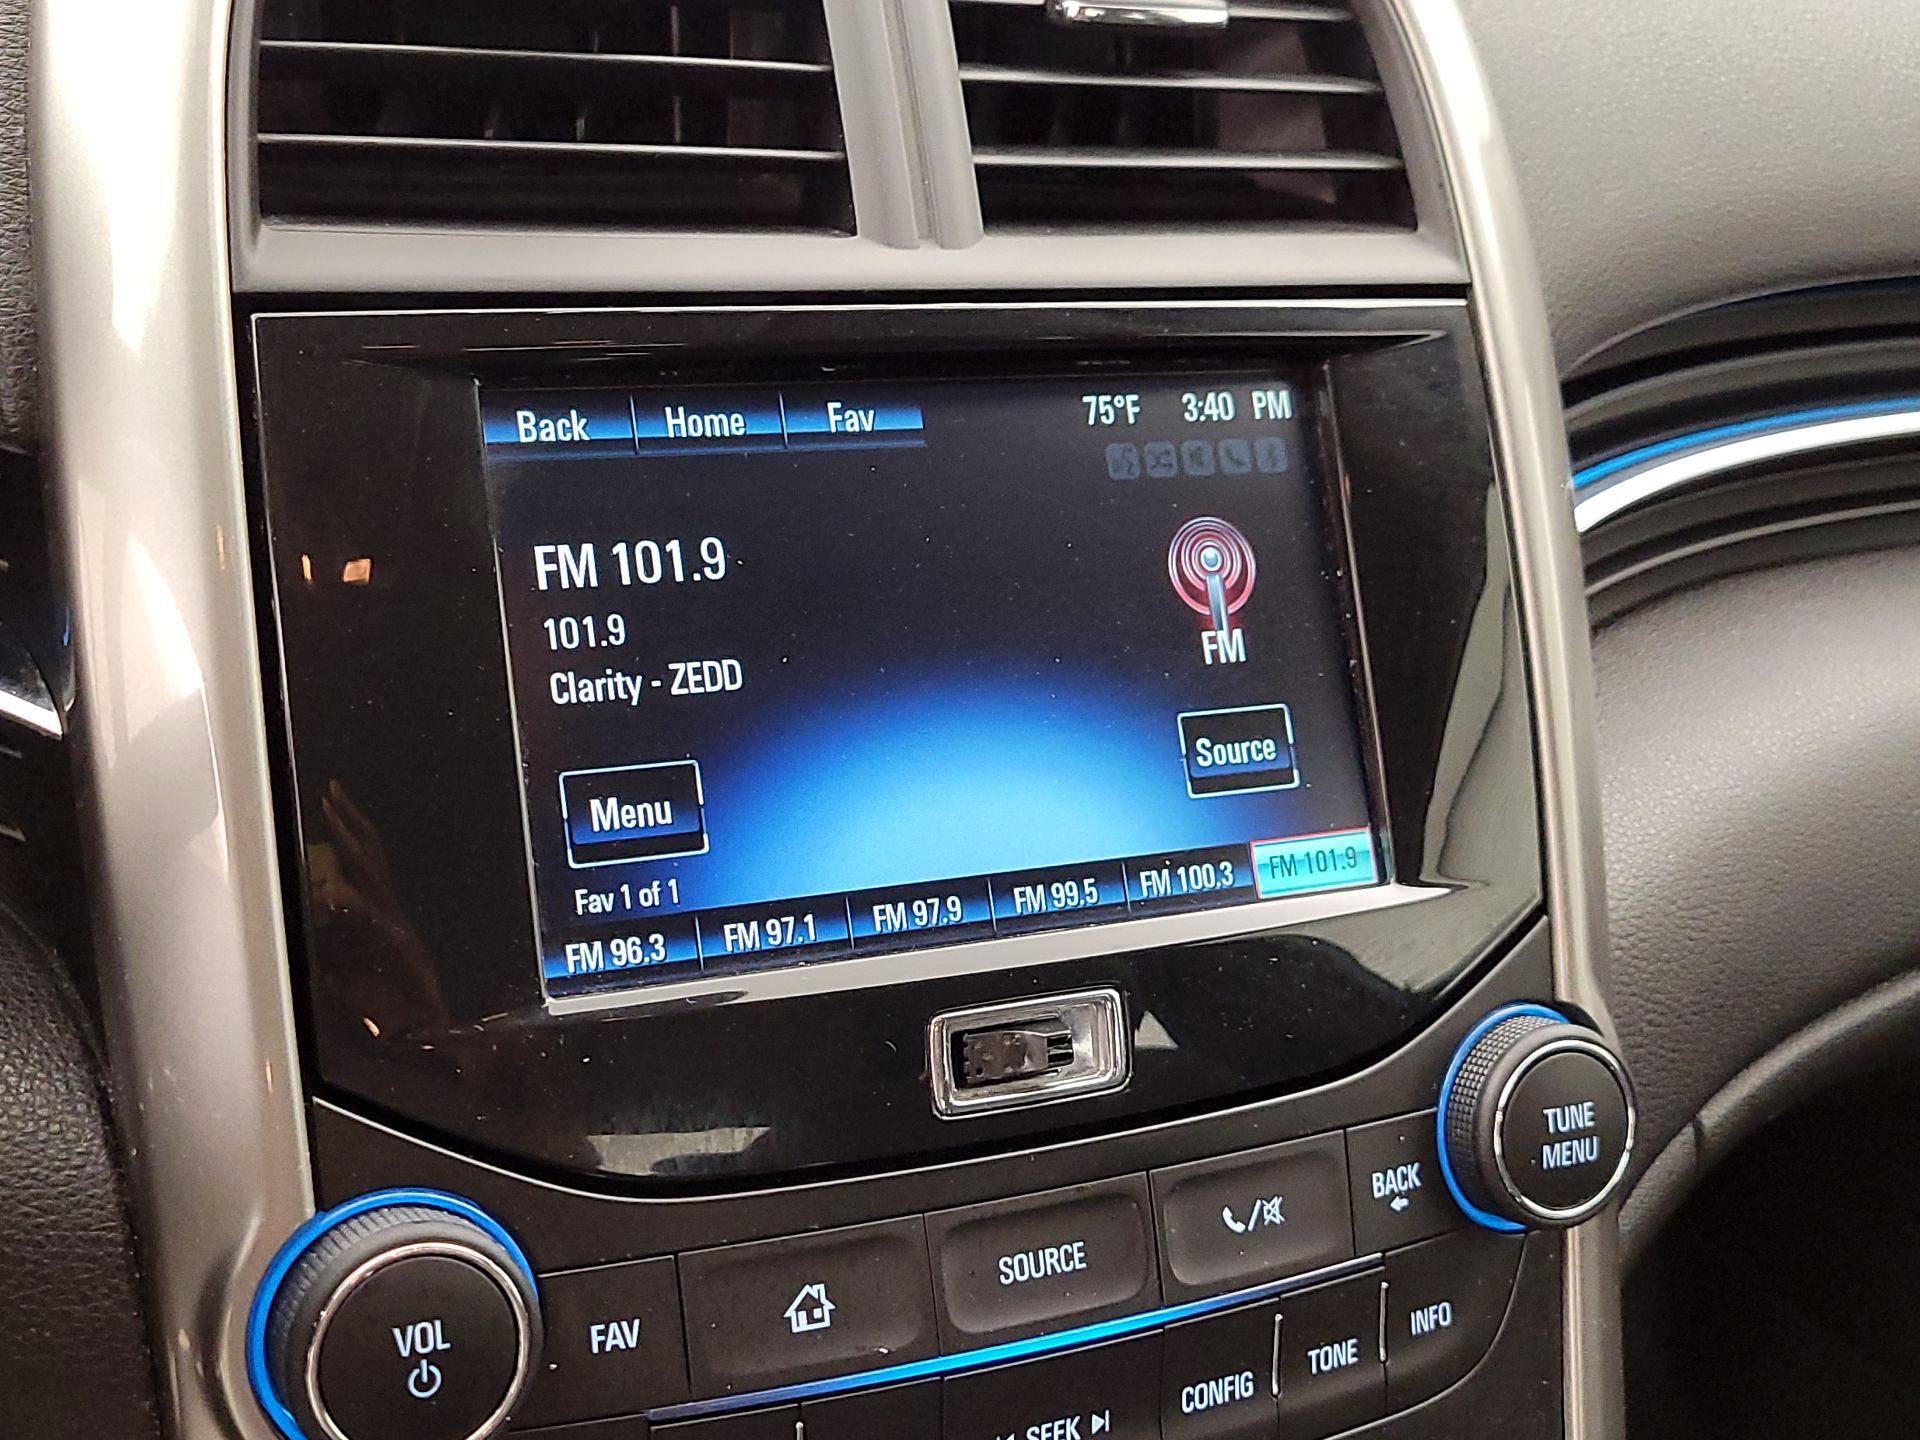 Back Home Fav 75°F 3:40 PM
FM 101.9
101.9
Clarity - ZEDD
FM
Source
Menu
Fav 1 of 1
FM 96.3 FM 97.1 FM 97.9 FM 99.5 FM 100.3 FM 101.9
TUNE
MENU
BACK
SOURCE
VOL
FAV
INFO
TONE
CONFIG
SEEK